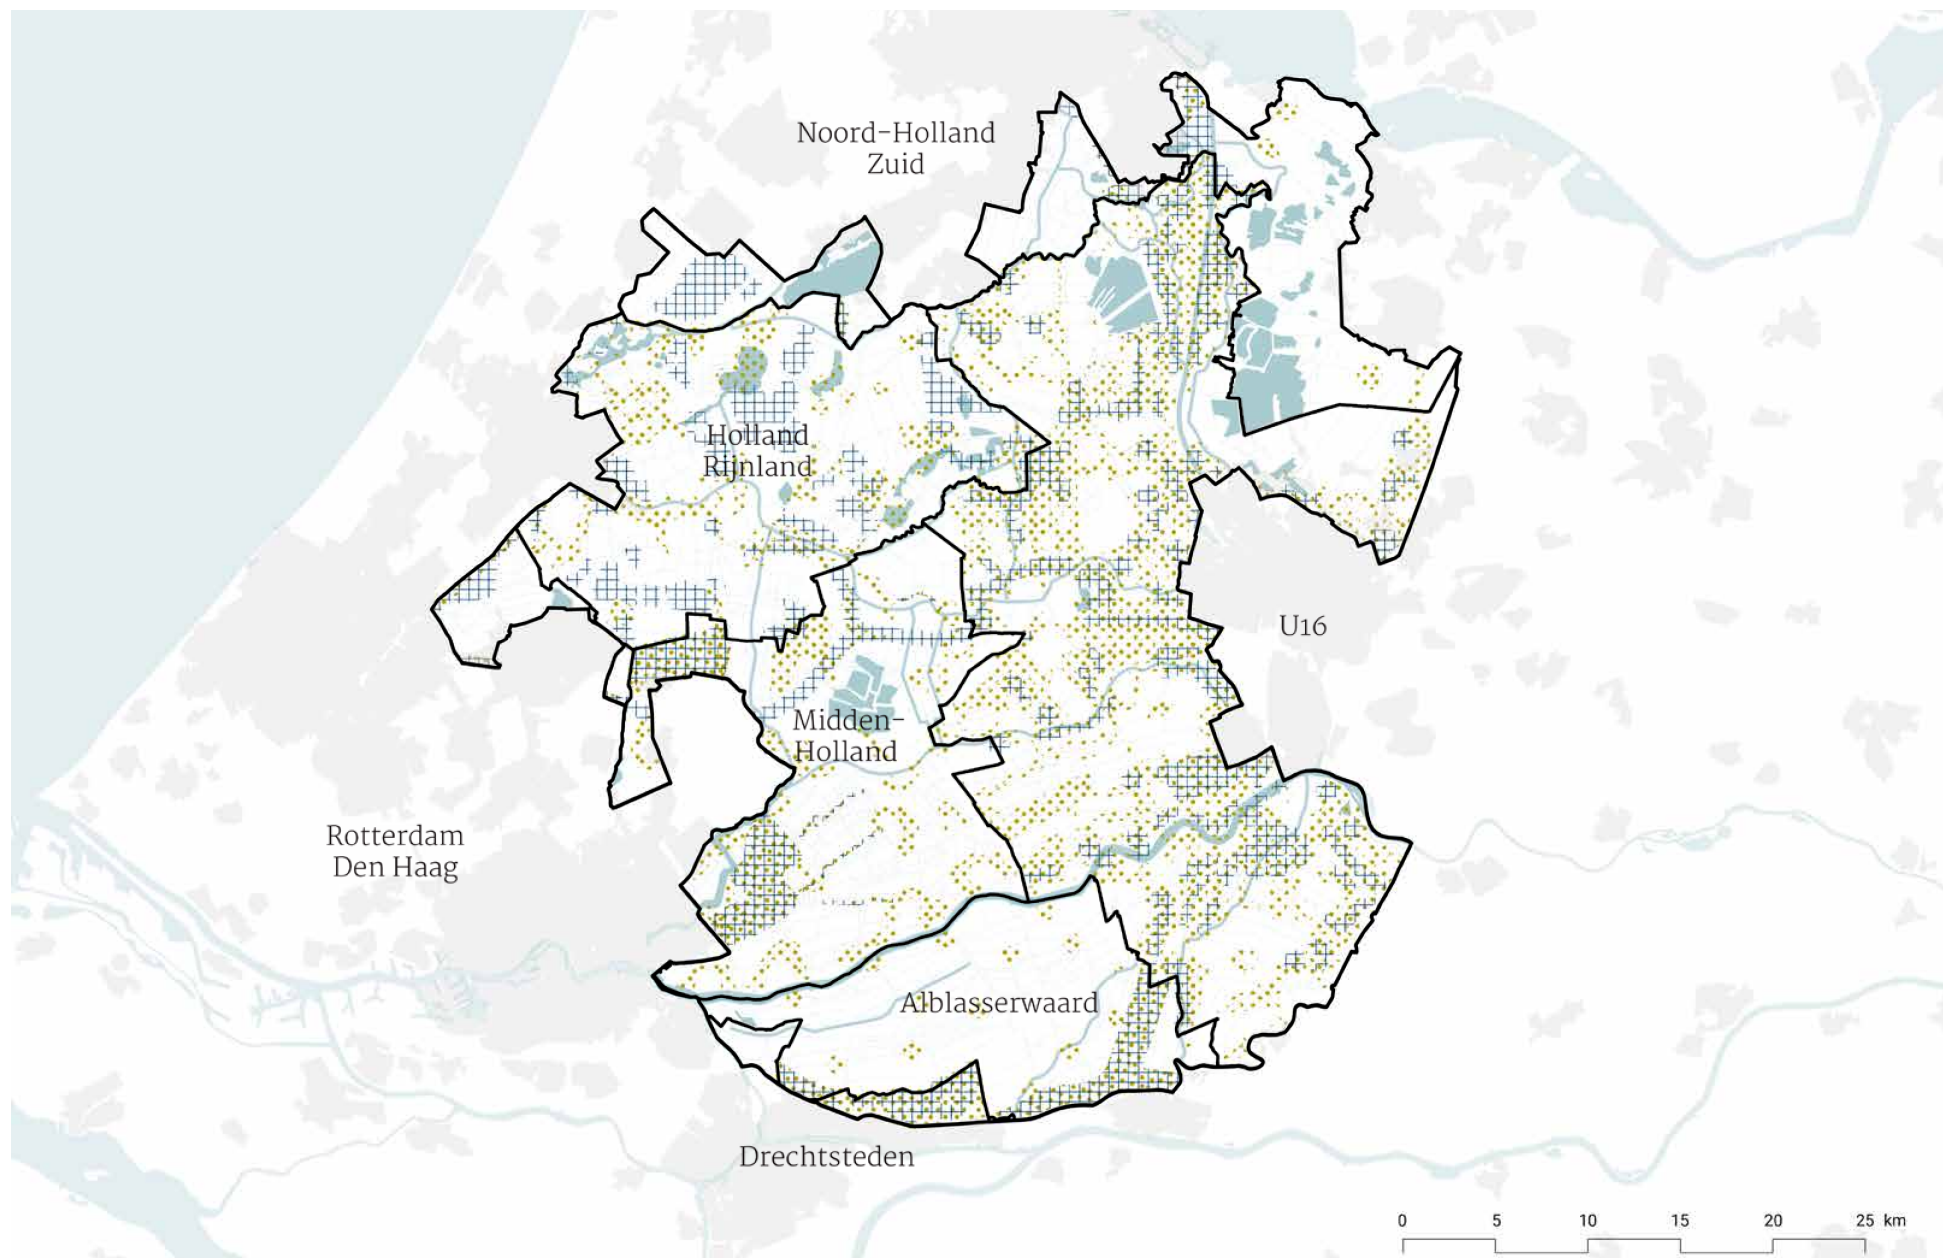 Noord-Holland
Zuid
Holland
Rijnland
U16
Midden-
Holland
Rotterdam
Den Haag
Alblasserwaard
Drechtsteden
0 5 10 15 20 25 km